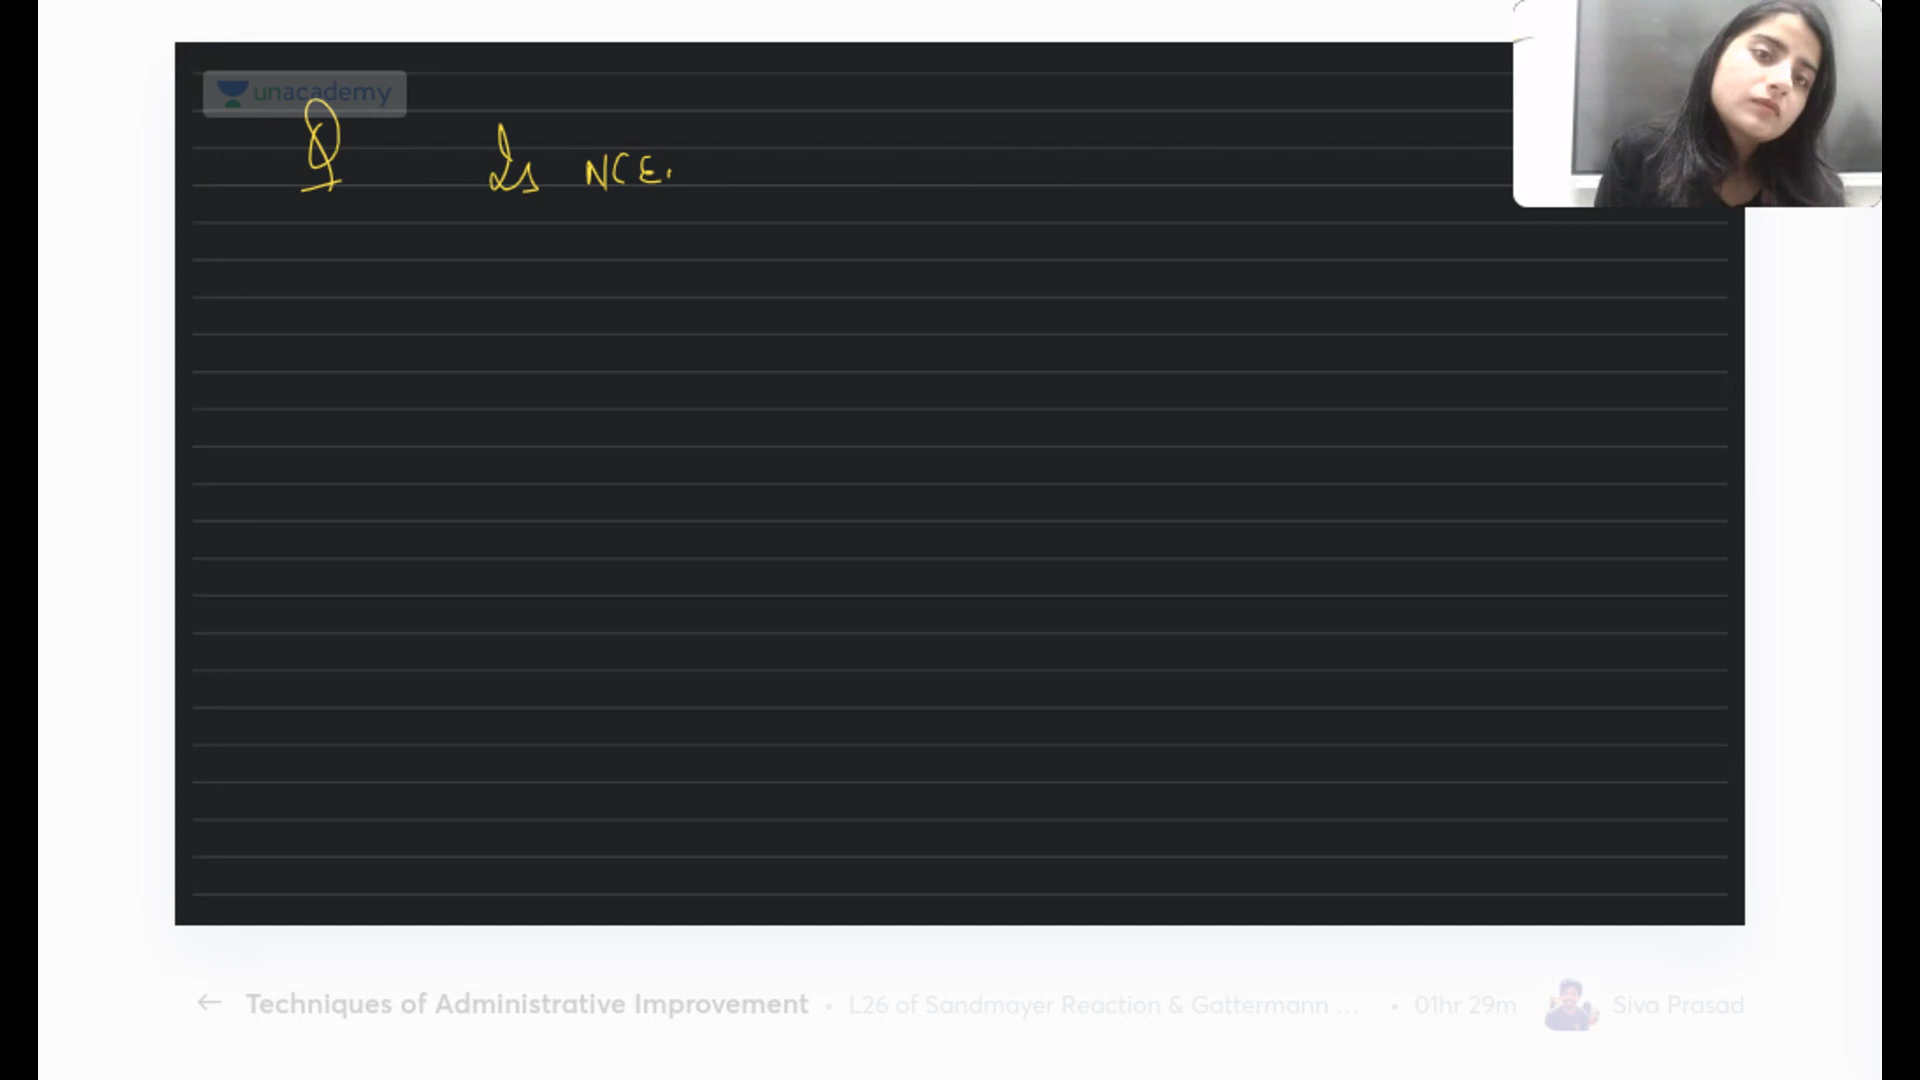 unacademy
Q Is NCE.
← Techniques of Administrative Improvement • L26 of Sandmayer Reaction & Gattermann ... • 01hr 29m Siva Prasad